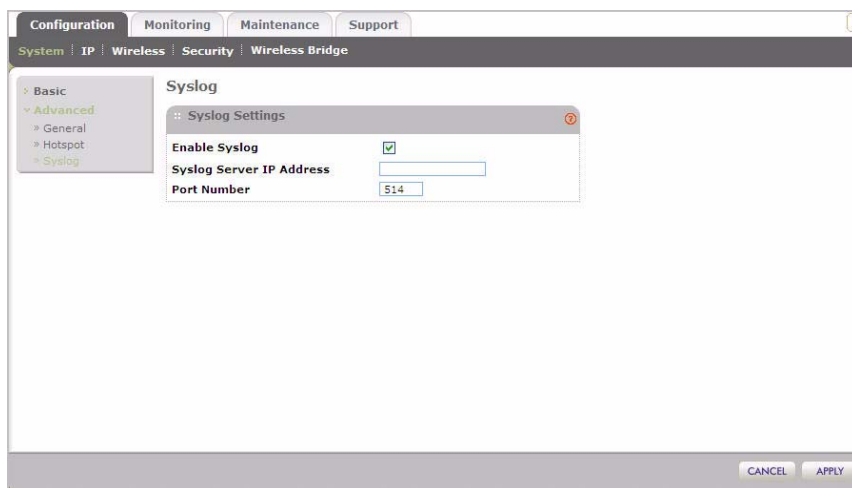 Configuration Monitoring Maintenance Support
System IP Wireless Security Wireless Bridge
Basic
Advanced
» General
» Hotspot
» Syslog
Syslog
:: Syslog Settings ?
Enable Syslog
Syslog Server IP Address
Port Number 514
CANCEL APPLY